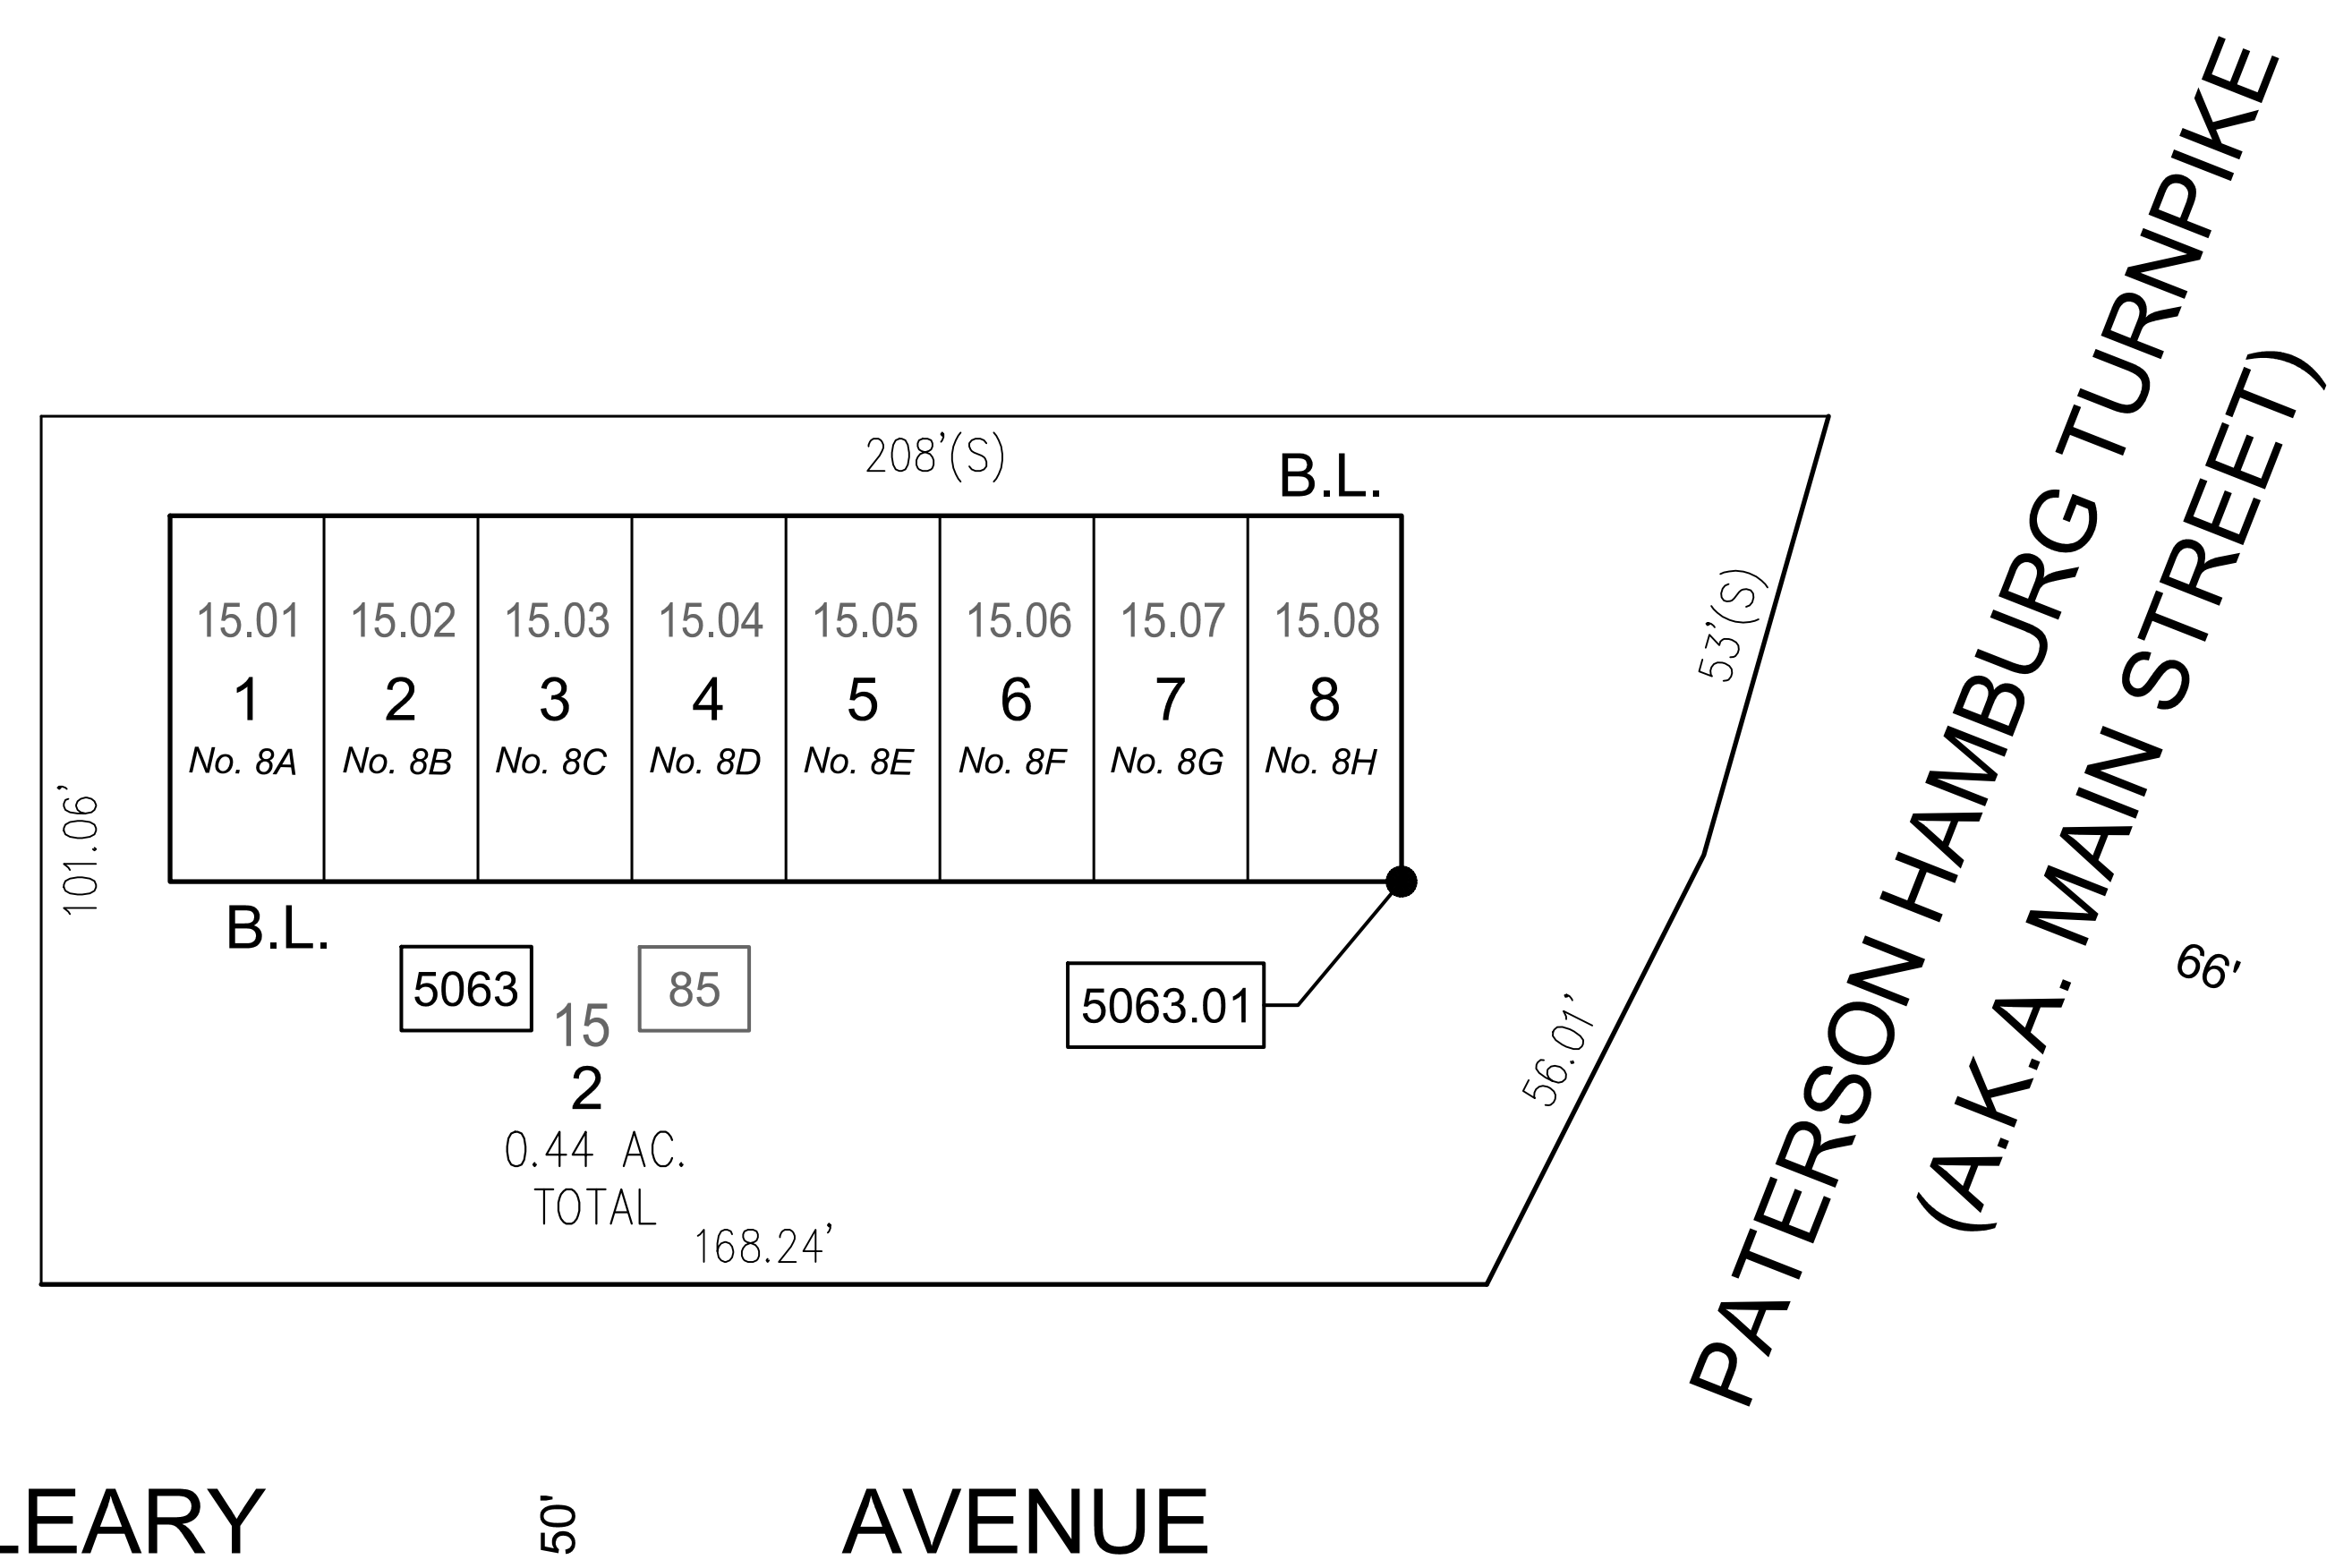 PATERSON HAMBURG TURNPIKE
(A.K.A. MAIN STREET)
66'
208'(S)
B.L.
53'(S)
15.01 15.02 15.03 15.04 15.05 15.06 15.07 15.08
1 2 3 4 5 6 7 8
No. 8A No. 8B No. 8C No. 8D No. 8E No. 8F No. 8G No. 8H
101.06'
B.L.
5063
85
5063.01
15
2
56.01'
0.44 AC.
TOTAL
168.24'
LEARY 50' AVENUE